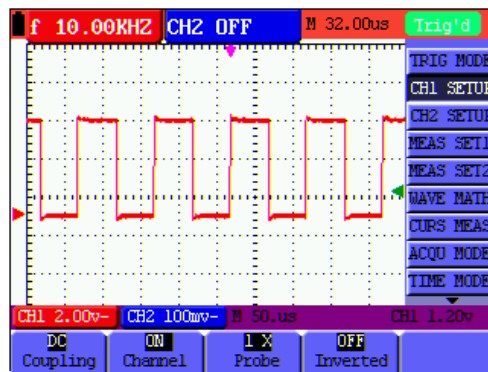 f 10.00KHZ CH2 OFF M 32.00us Trig'd
TRIG MODE
CH1 SETUP
CH2 SETUP
MEAS SET1
MEAS SET2
WAVE MATH
CURS MEAS
ACQU MODE
TIME MODE
CH1 2.00v- CH2 100mv- M 50.us CH1 1.20v
DC ON 1 X OFF
Coupling Channel Probe Inverted